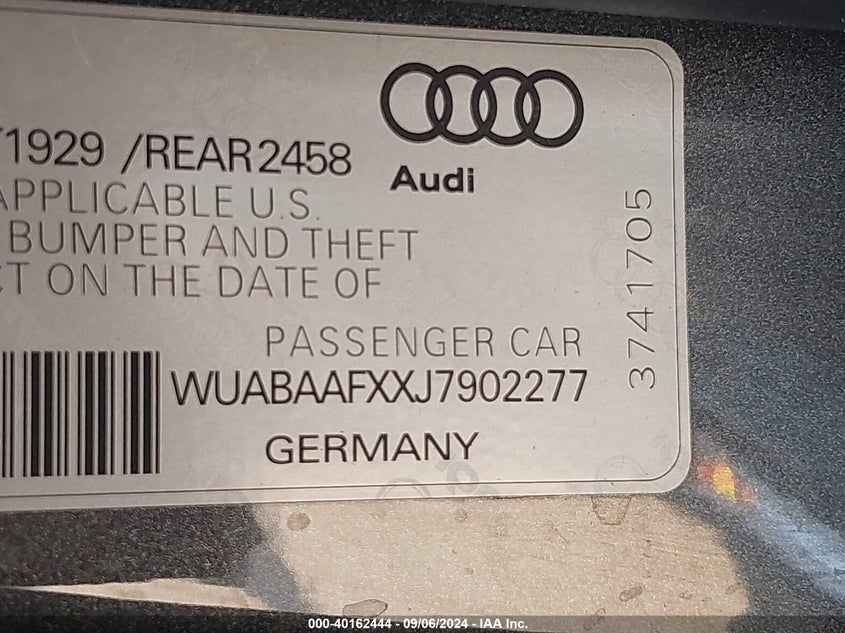 1929 /REAR2458
Audi
APPLICABLE U.S.
BUMPER AND THEFT
CT ON THE DATE OF
PASSENGER CAR
WUABAAFXXJ7902277
GERMANY
3741705
000-40162444 - 09/06/2024 - IAA Inc.